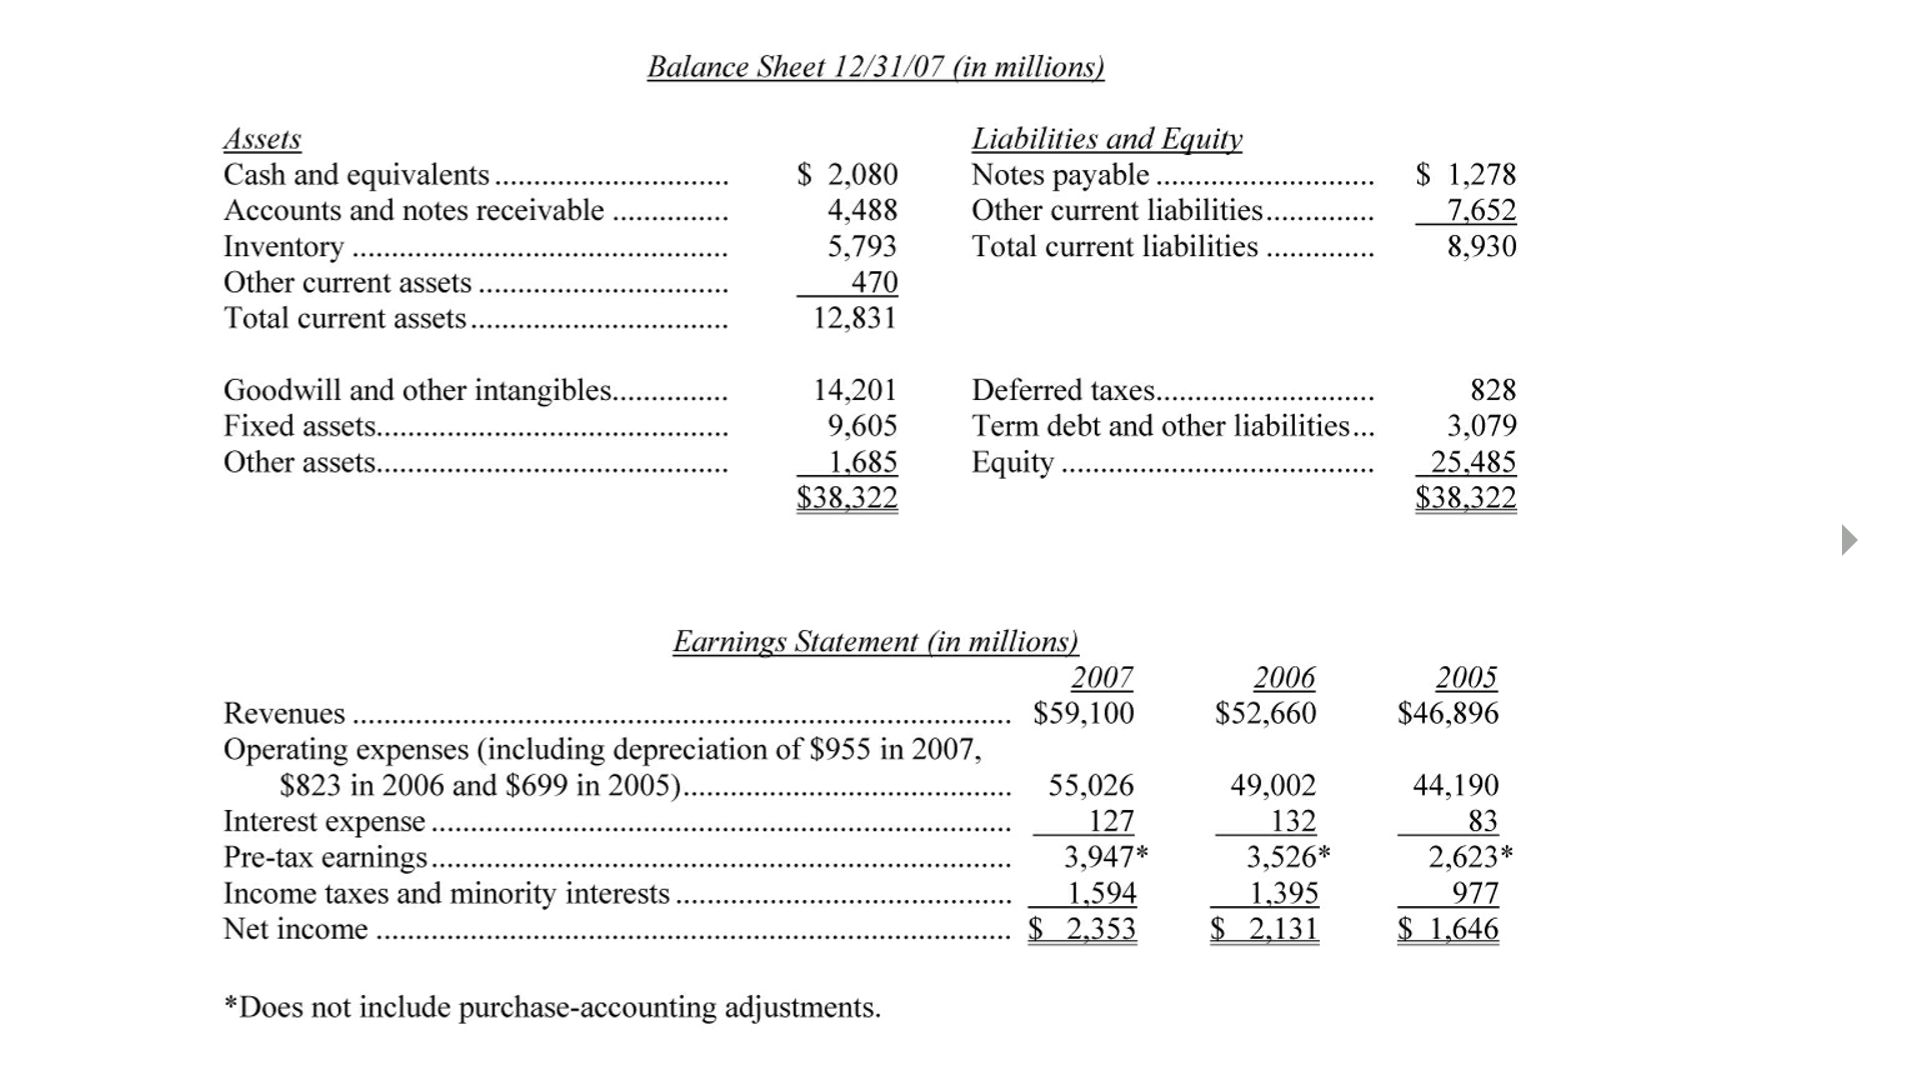 Balance Sheet 12/31/07 (in millions)
Assets
Cash and equivalents .............................. $ 2,080
Accounts and notes receivable ............... 4,488
Inventory ................................................ 5,793
Other current assets ................................ 470
Total current assets ................................. 12,831
Goodwill and other intangibles............... 14,201
Fixed assets............................................. 9,605
Other assets............................................. 1,685
$38,322
Liabilities and Equity
Notes payable ............................ $ 1,278
Other current liabilities.............. 7,652
Total current liabilities .............. 8,930
Deferred taxes............................ 828
Term debt and other liabilities... 3,079
Equity ........................................ 25,485
$38,322
Earnings Statement (in millions)
2007 2006 2005
Revenues .................................................................................... $59,100 $52,660 $46,896
Operating expenses (including depreciation of $955 in 2007,
$823 in 2006 and $699 in 2005).......................................... 55,026 49,002 44,190
Interest expense .......................................................................... 127 132 83
Pre-tax earnings .......................................................................... 3,947* 3,526* 2,623*
Income taxes and minority interests ........................................... 1,594 1,395 977
Net income ................................................................................. $ 2,353 $ 2,131 $ 1,646
*Does not include purchase-accounting adjustments.